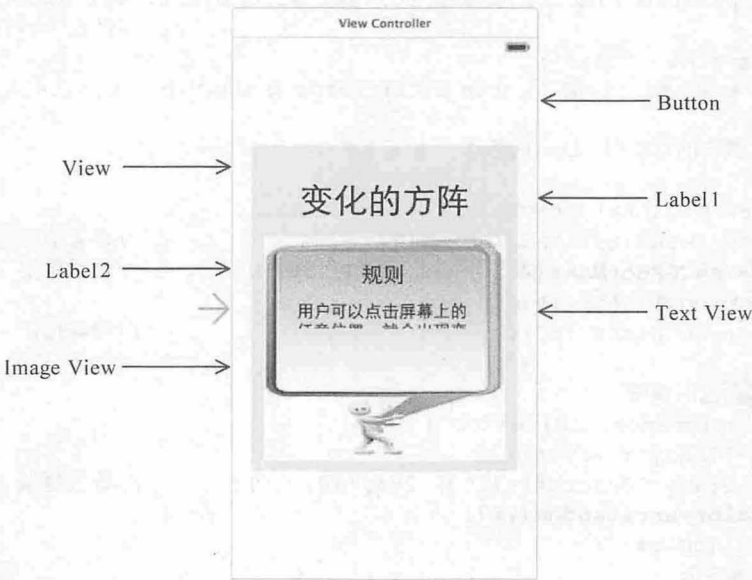 View Controller
Button
View
变化的方阵
Label1
Label2
规则
用户可以点击屏幕上的
Text View
Image View